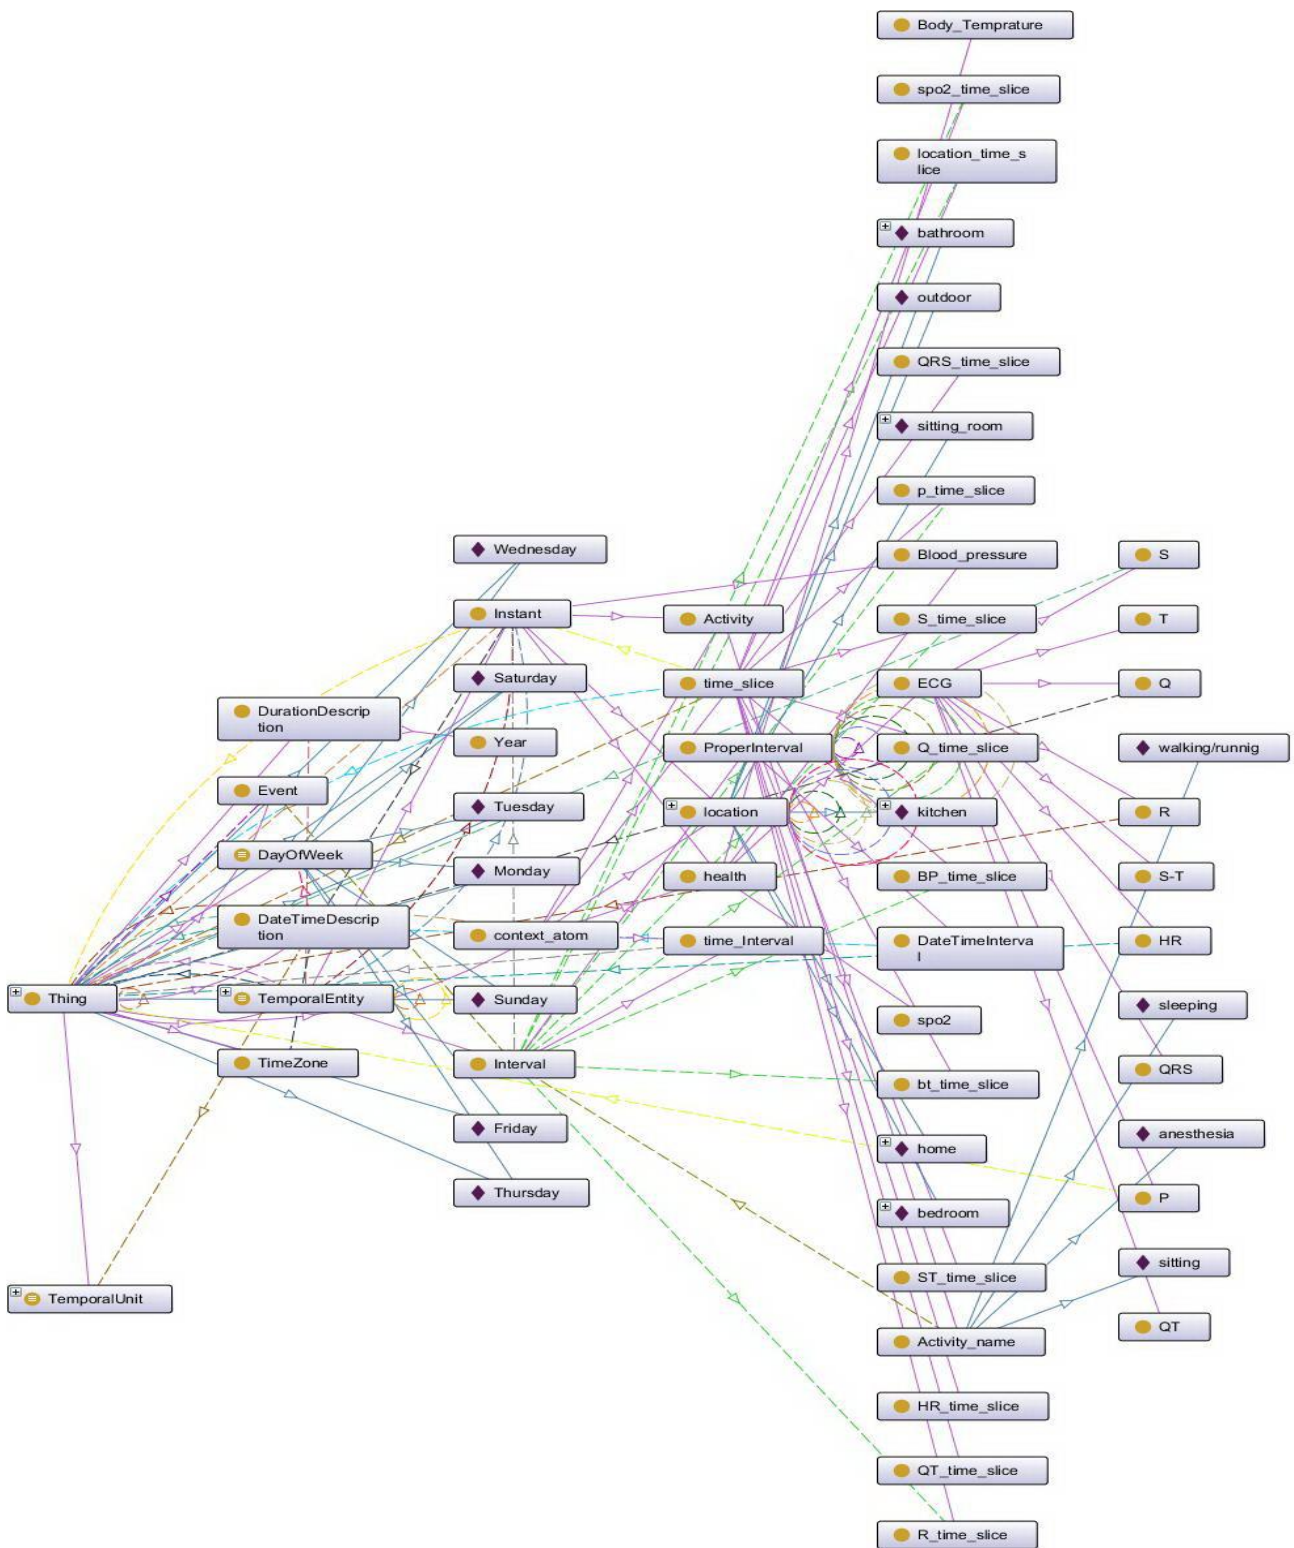 Body_Temprature
spo2_time_slice
location_time_s
lice
bathroom
outdoor
QRS_time_slice
sitting_room
p_time_slice
Wednesday
Blood_pressure
S
Instant
Activity
S_time_slice
T
Saturday
time_slice
ECG
Q
DurationDescrip
tion
Year
ProperInterval
Q_time_slice
walking/runnig
Event
Tuesday
location
kitchen
R
DayOfWeek
Monday
health
BP_time_slice
S-T
DateTimeDescrip
tion
context_atom
time_Interval
DateTimeInterva
l
HR
Thing
TemporalEntity
Sunday
spo2
sleeping
TimeZone
Interval
bt_time_slice
QRS
Friday
home
anesthesia
Thursday
bedroom
P
TemporalUnit
ST_time_slice
sitting
Activity_name
QT
HR_time_slice
QT_time_slice
R_time_slice